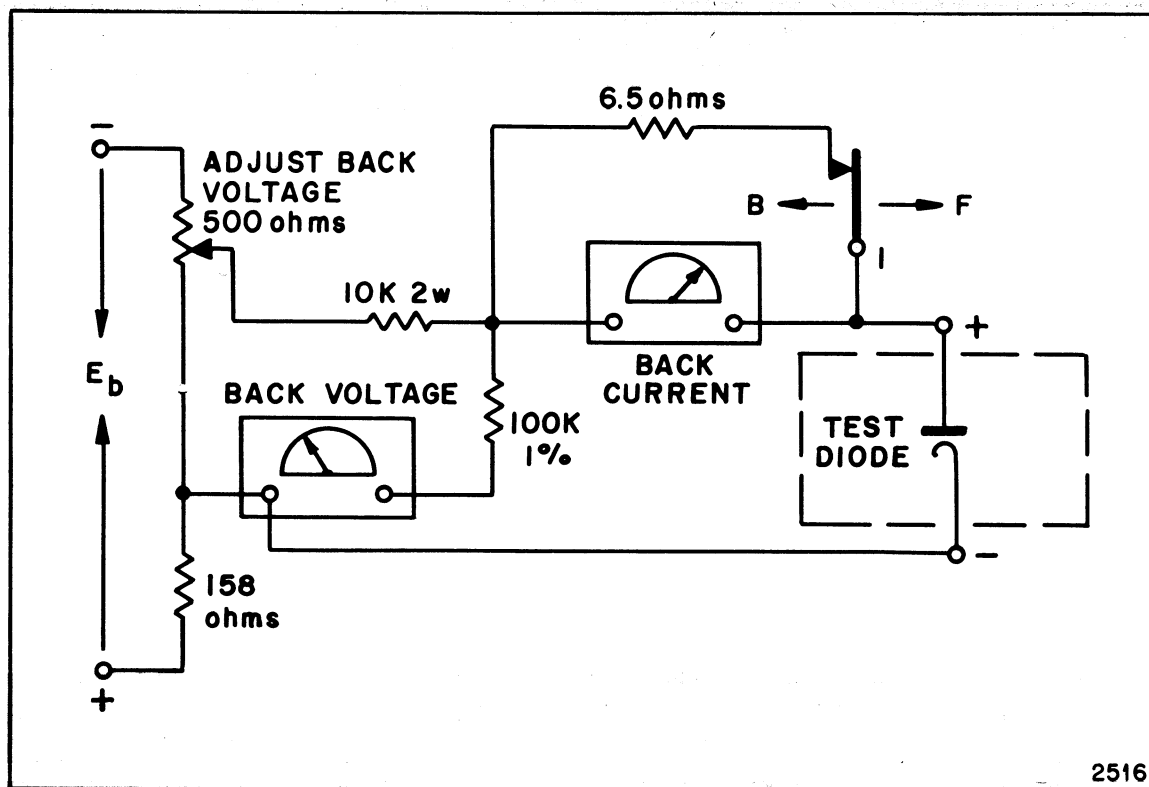 6.5 ohms
−
ADJUST BACK
VOLTAGE
500 ohms
B
F
I
10K 2w
+
E b
BACK VOLTAGE
BACK
CURRENT
100K
1%
TEST
DIODE
158
ohms
−
+
2516